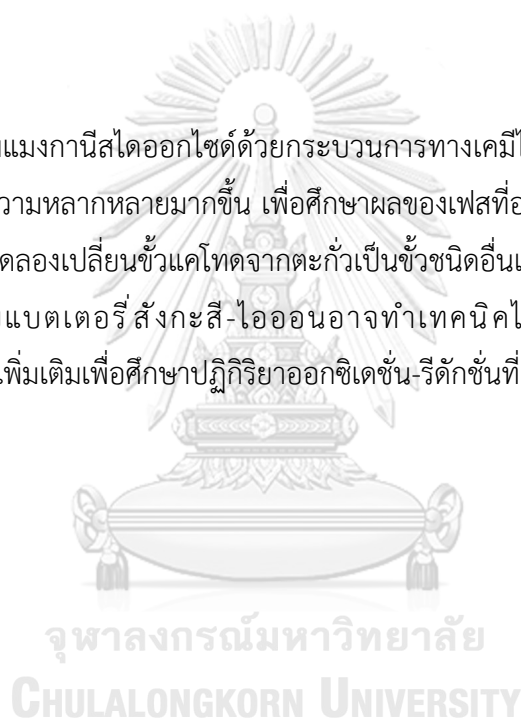 แมงกานีสไดออกไซด์ด้วยกระบวนการทางเคมีไ
วามหลากหลายมากขึ้น เพื่อศึกษาผลของเฟสที่อ
ดลองเปลี่ยนขั้วแคโทดจากตะกั่วเป็นขั้วชนิดอื่นเ
แบตเตอรี่สังกะสี-ไอออนอาจทำเทคนิคไ
เพิ่มเติมเพื่อศึกษาปฏิกิริยาออกซิเดชั่น-รีดักชั่นที่
จุฬาลงกรณ์มหาวิทยาลัย
CHULALONGKORN UNIVERSITY